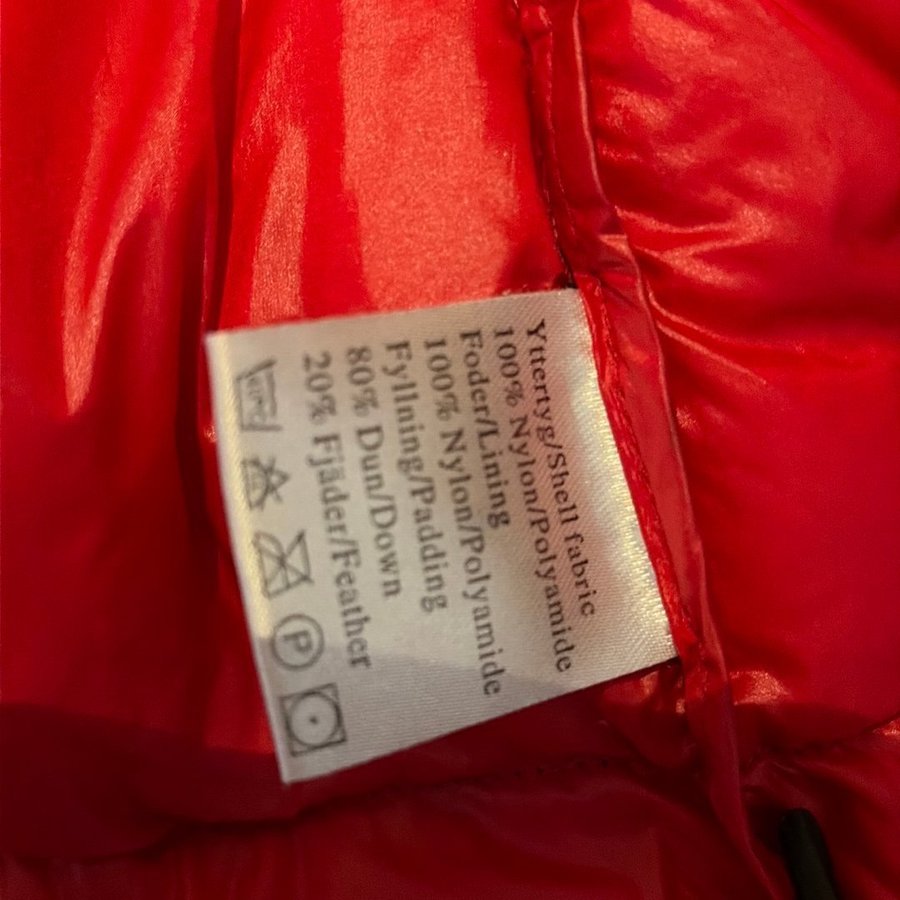 Yttertyg/Shell fabric
100% Nylon/Polyamide
Foder/Lining
100% Nylon/Polyamide
Fyllning/Padding
80% Dun/Down
20% Fjäder/Feather
P